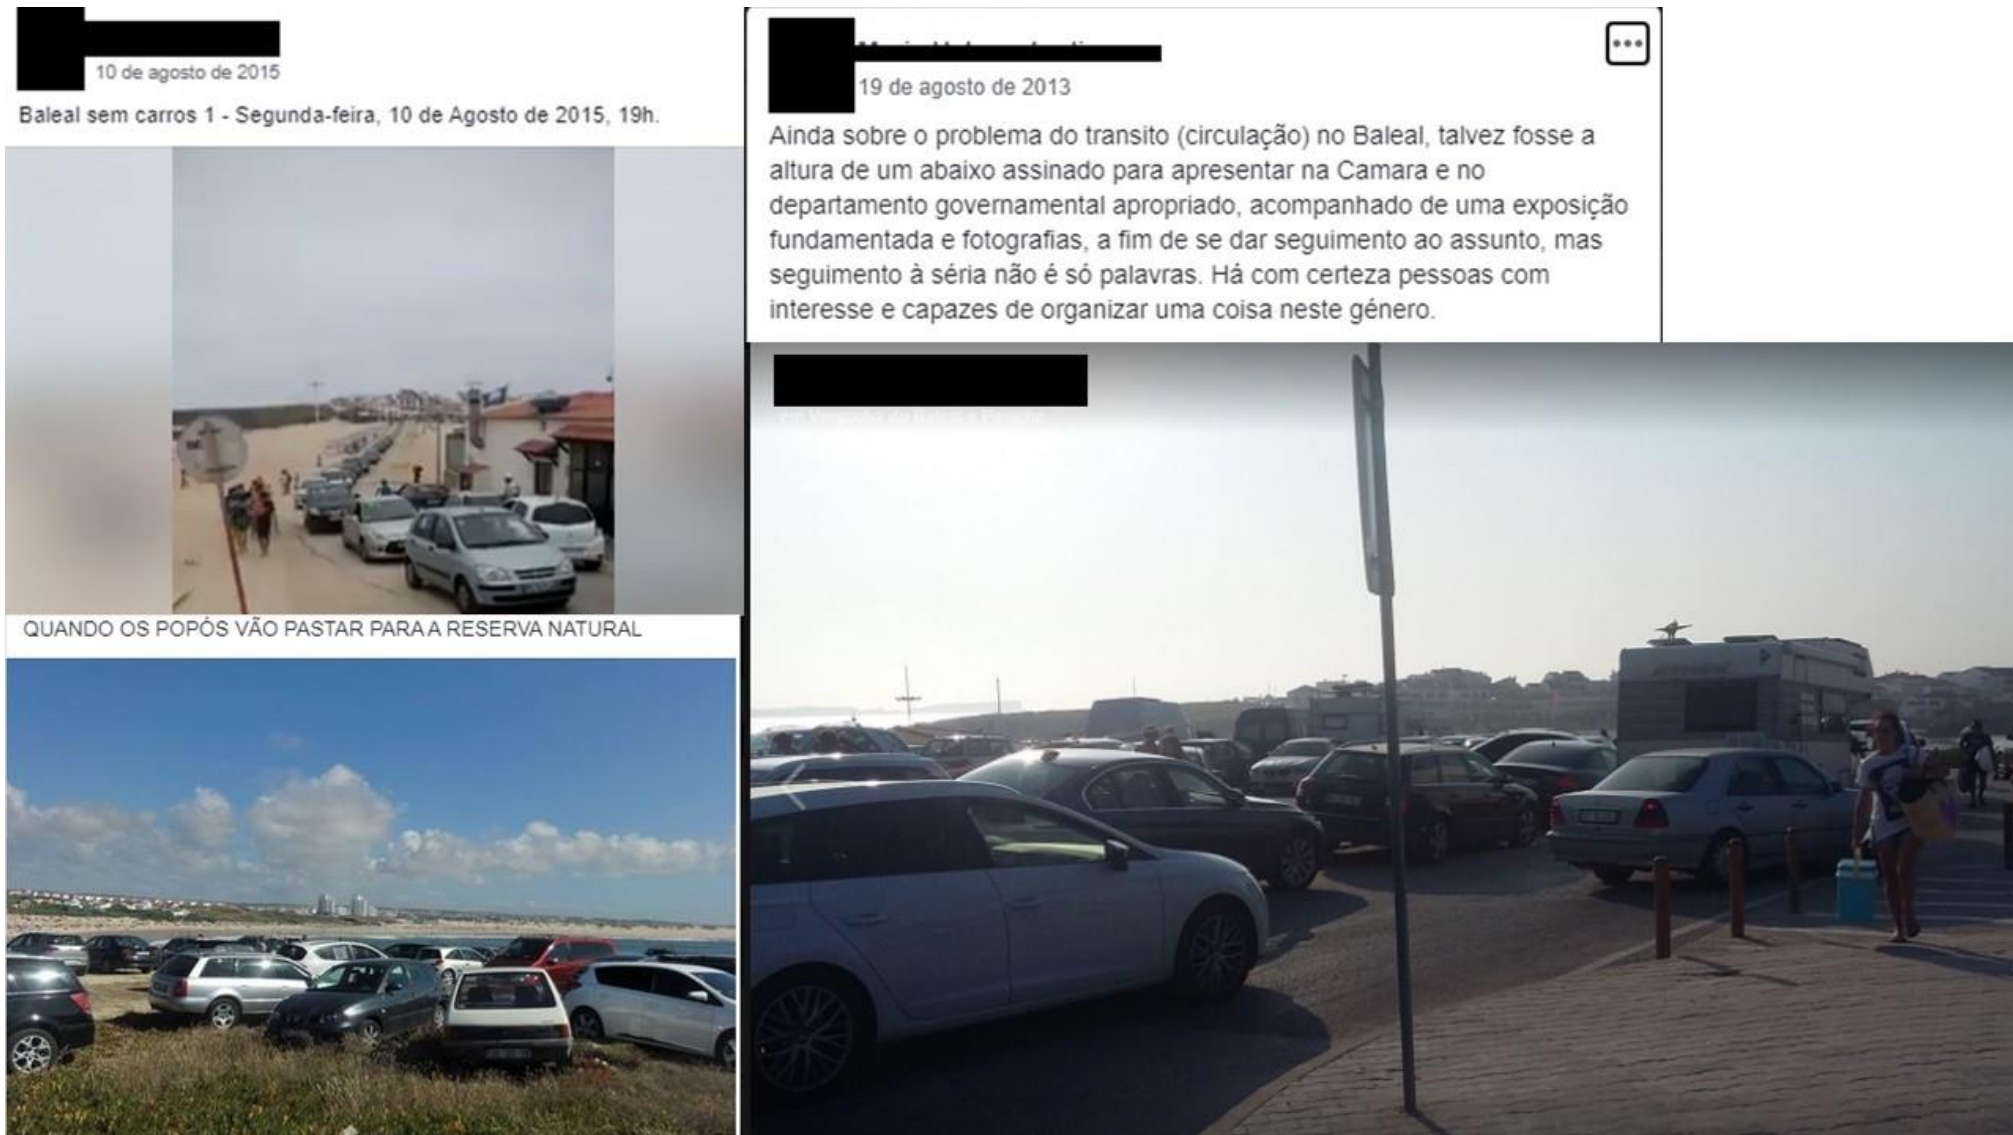 10 de agosto de 2015
Baleal sem carros 1 - Segunda-feira, 10 de Agosto de 2015, 19h.
QUANDO OS POPÓS VÃO PASTAR PARA A RESERVA NATURAL
19 de agosto de 2013
Ainda sobre o problema do transito (circulação) no Baleal, talvez fosse a
altura de um abaixo assinado para apresentar na Camara e no
departamento governamental apropriado, acompanhado de uma exposição
fundamentada e fotografias, a fim de se dar seguimento ao assunto, mas
seguimento à séria não é só palavras. Há com certeza pessoas com
interesse e capazes de organizar uma coisa neste género.